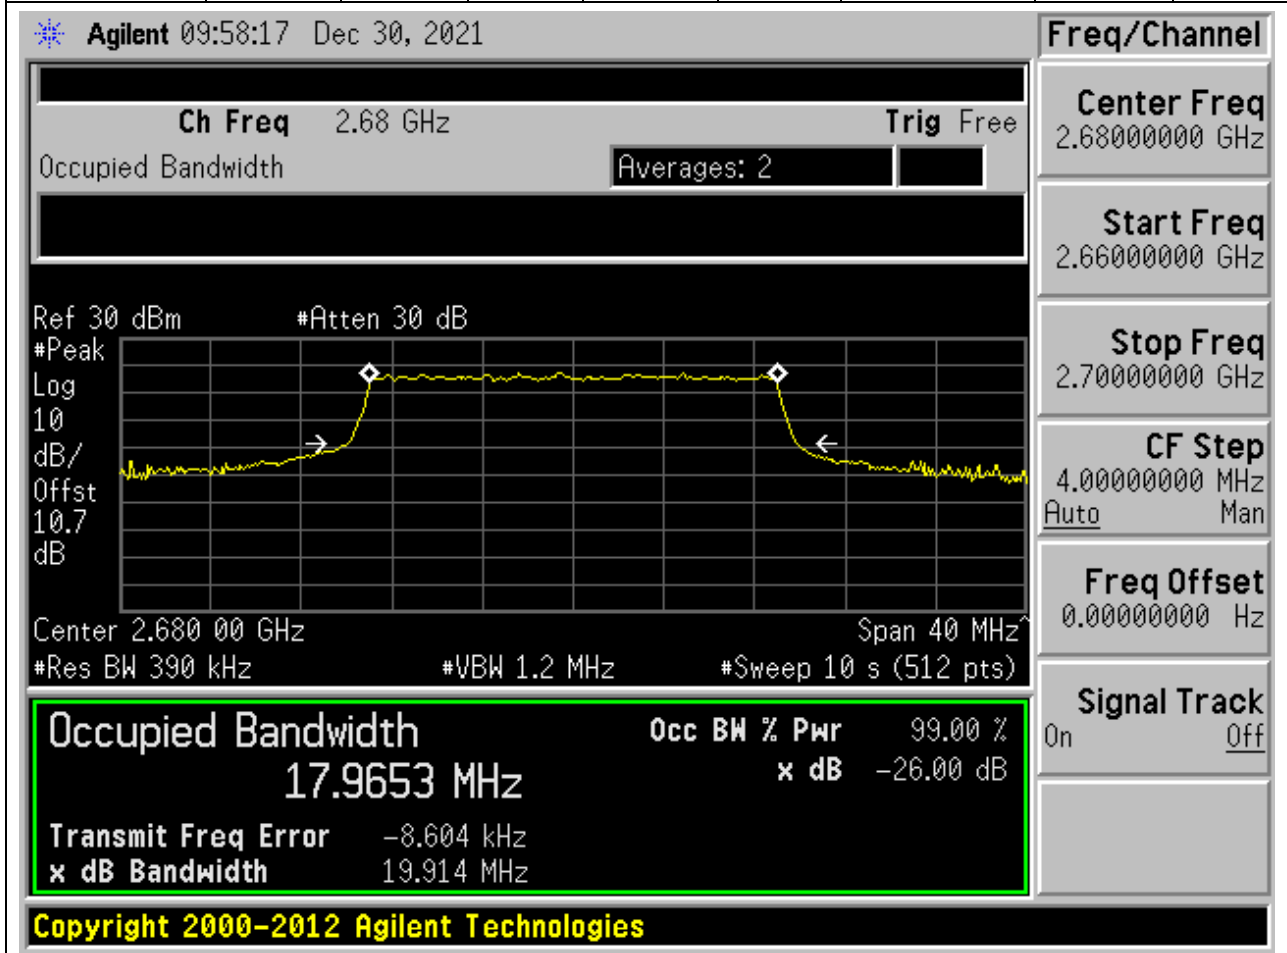 Agilent 09:58:17 Dec 30, 2021
Freq/Channel
Ch Freq 2.68 GHz
Trig Free
Occupied Bandwidth
Averages: 2
Ref 30 dBm #Atten 30 dB
#Peak
Log
10
dB/
Offst
10.7
dB
Center 2.680 00 GHz
Span 40 MHz^
#Res BW 390 kHz #VBW 1.2 MHz #Sweep 10 s (512 pts)
Occupied Bandwidth
17.9653 MHz
Occ BW % Pwr 99.00 %
x dB -26.00 dB
Transmit Freq Error -8.604 kHz
x dB Bandwidth 19.914 MHz
Copyright 2000-2012 Agilent Technologies
Center Freq
2.68000000 GHz
Start Freq
2.66000000 GHz
Stop Freq
2.70000000 GHz
CF Step
4.00000000 MHz
Auto Man
Freq Offset
0.00000000 Hz
Signal Track
On Off